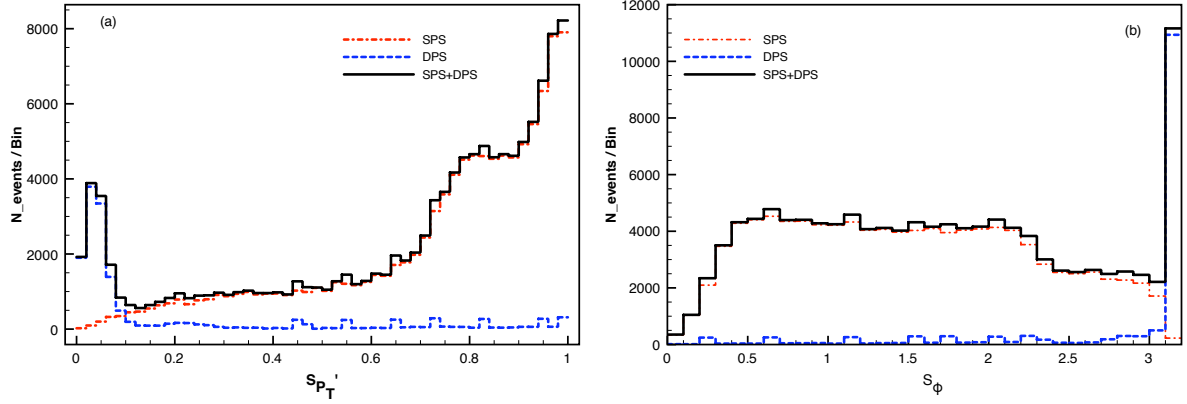 (a)
SPS
DPS
SPS+DPS
8000
6000
4000
2000
0
N_events / Bin
0 0.2 0.4 0.6 0.8 1
S_P_T'
(b)
SPS
DPS
SPS+DPS
12000
10000
8000
6000
4000
2000
0
N_events / Bin
0 0.5 1 1.5 2 2.5 3
S_ϕ